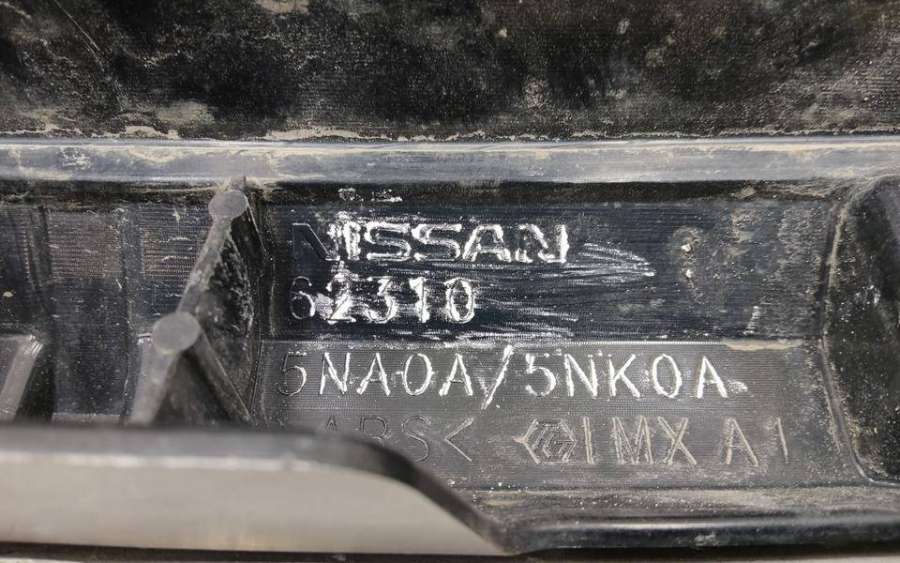 NISSAN
62310
5NA0A/5NK0A
ABS< IMX A1